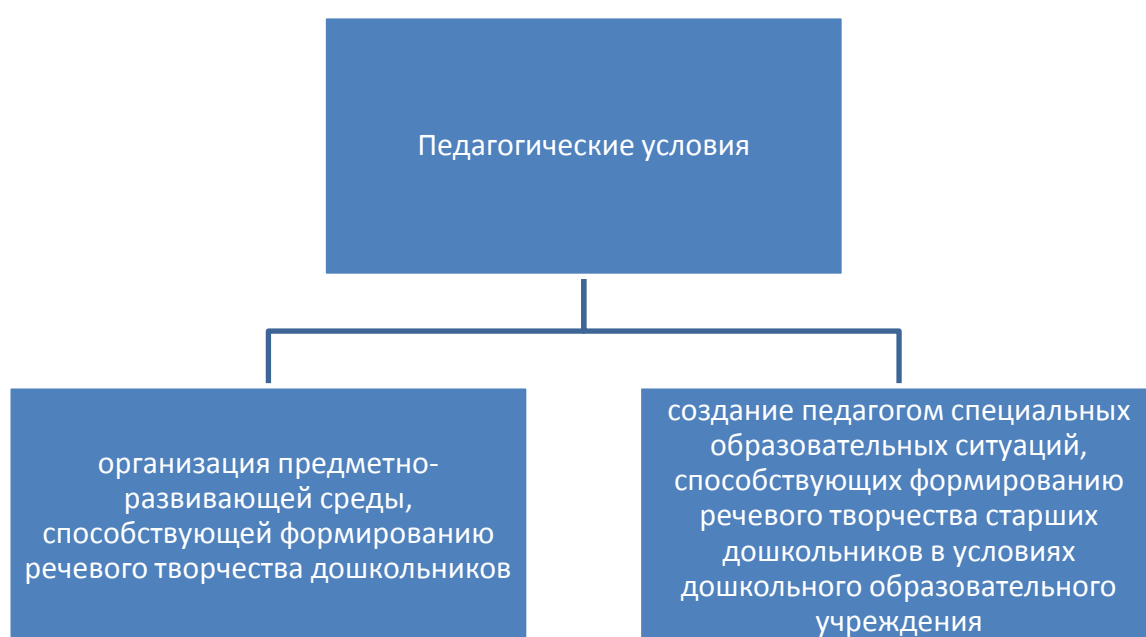 Педагогические условия
организация предметно-
развивающей среды,
способствующей формированию
речевого творчества дошкольников
создание педагогом специальных
образовательных ситуаций,
способствующих формированию
речевого творчества старших
дошкольников в условиях
дошкольного образовательного
учреждения